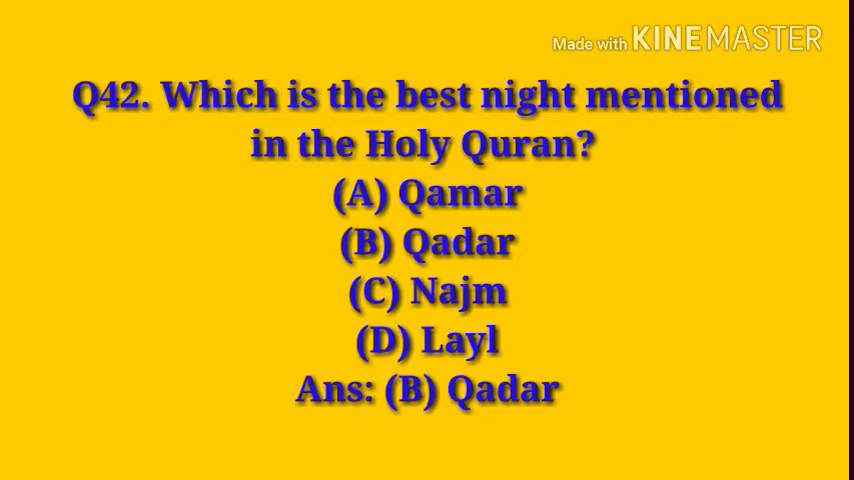 Made with KINEMASTER
Q42. Which is the best night mentioned
in the Holy Quran?
(A) Qamar
(B) Qadar
(C) Najm
(D) Layl
Ans: (B) Qadar